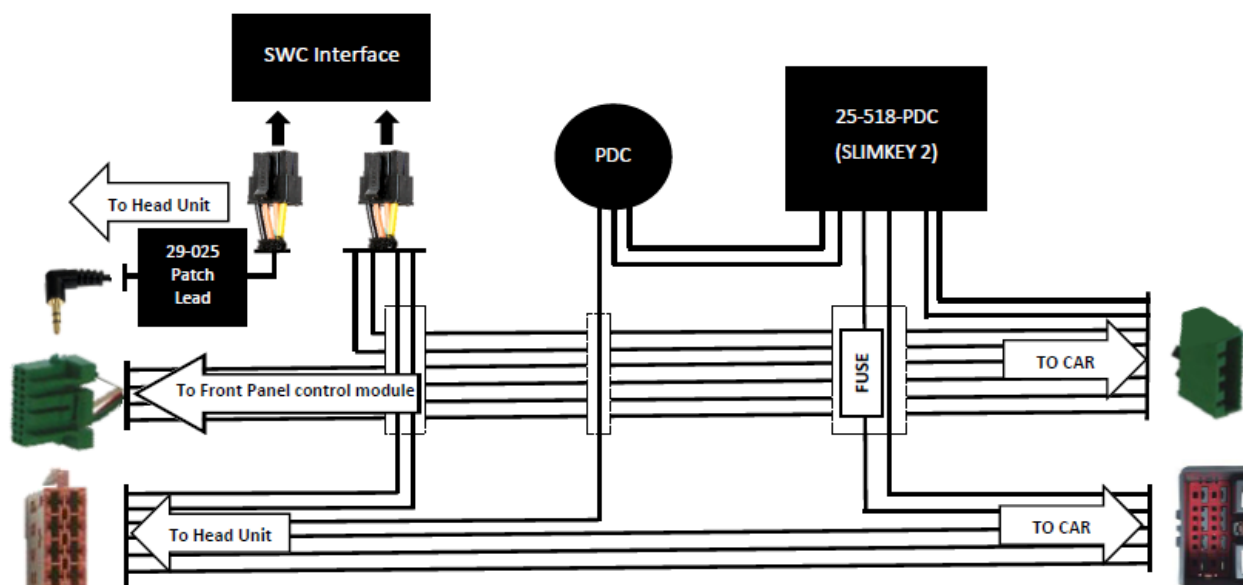 SWC Interface
25-518-PDC
(SLIMKEY 2)
PDC
To Head Unit
29-025
Patch
Lead
To Front Panel control module
FUSE
TO CAR
To Head Unit
TO CAR